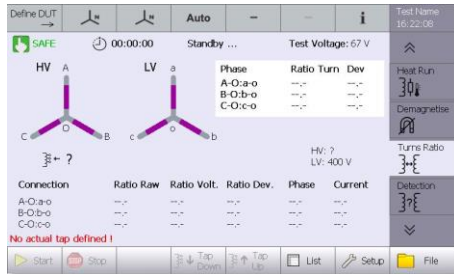 Define DUT
Auto
–
–
i
Test Name
16:22:08
SAFE
00:00:00
Standby ...
Test Voltage: 67 V
HV
A
LV
a
Phase
Ratio Turn
Dev
A-O:a-o
--,-
--,-
B-O:b-o
--,-
--,-
C-O:c-o
--,-
--,-
C
O
B
c
o
b
?
HV: ?
LV: 400 V
Connection
Ratio Raw
Ratio Volt.
Ratio Dev.
Phase
Current
A-O:a-o
--,-
--,-
--,-
--,-
--,-
B-O:b-o
--,-
--,-
--,-
--,-
--,-
C-O:c-o
--,-
--,-
--,-
--,-
--,-
No actual tap defined !
Heat Run
Demagnetise
Turns Ratio
Detection
Start
Stop
Tap
Down
Tap
Up
List
Setup
File